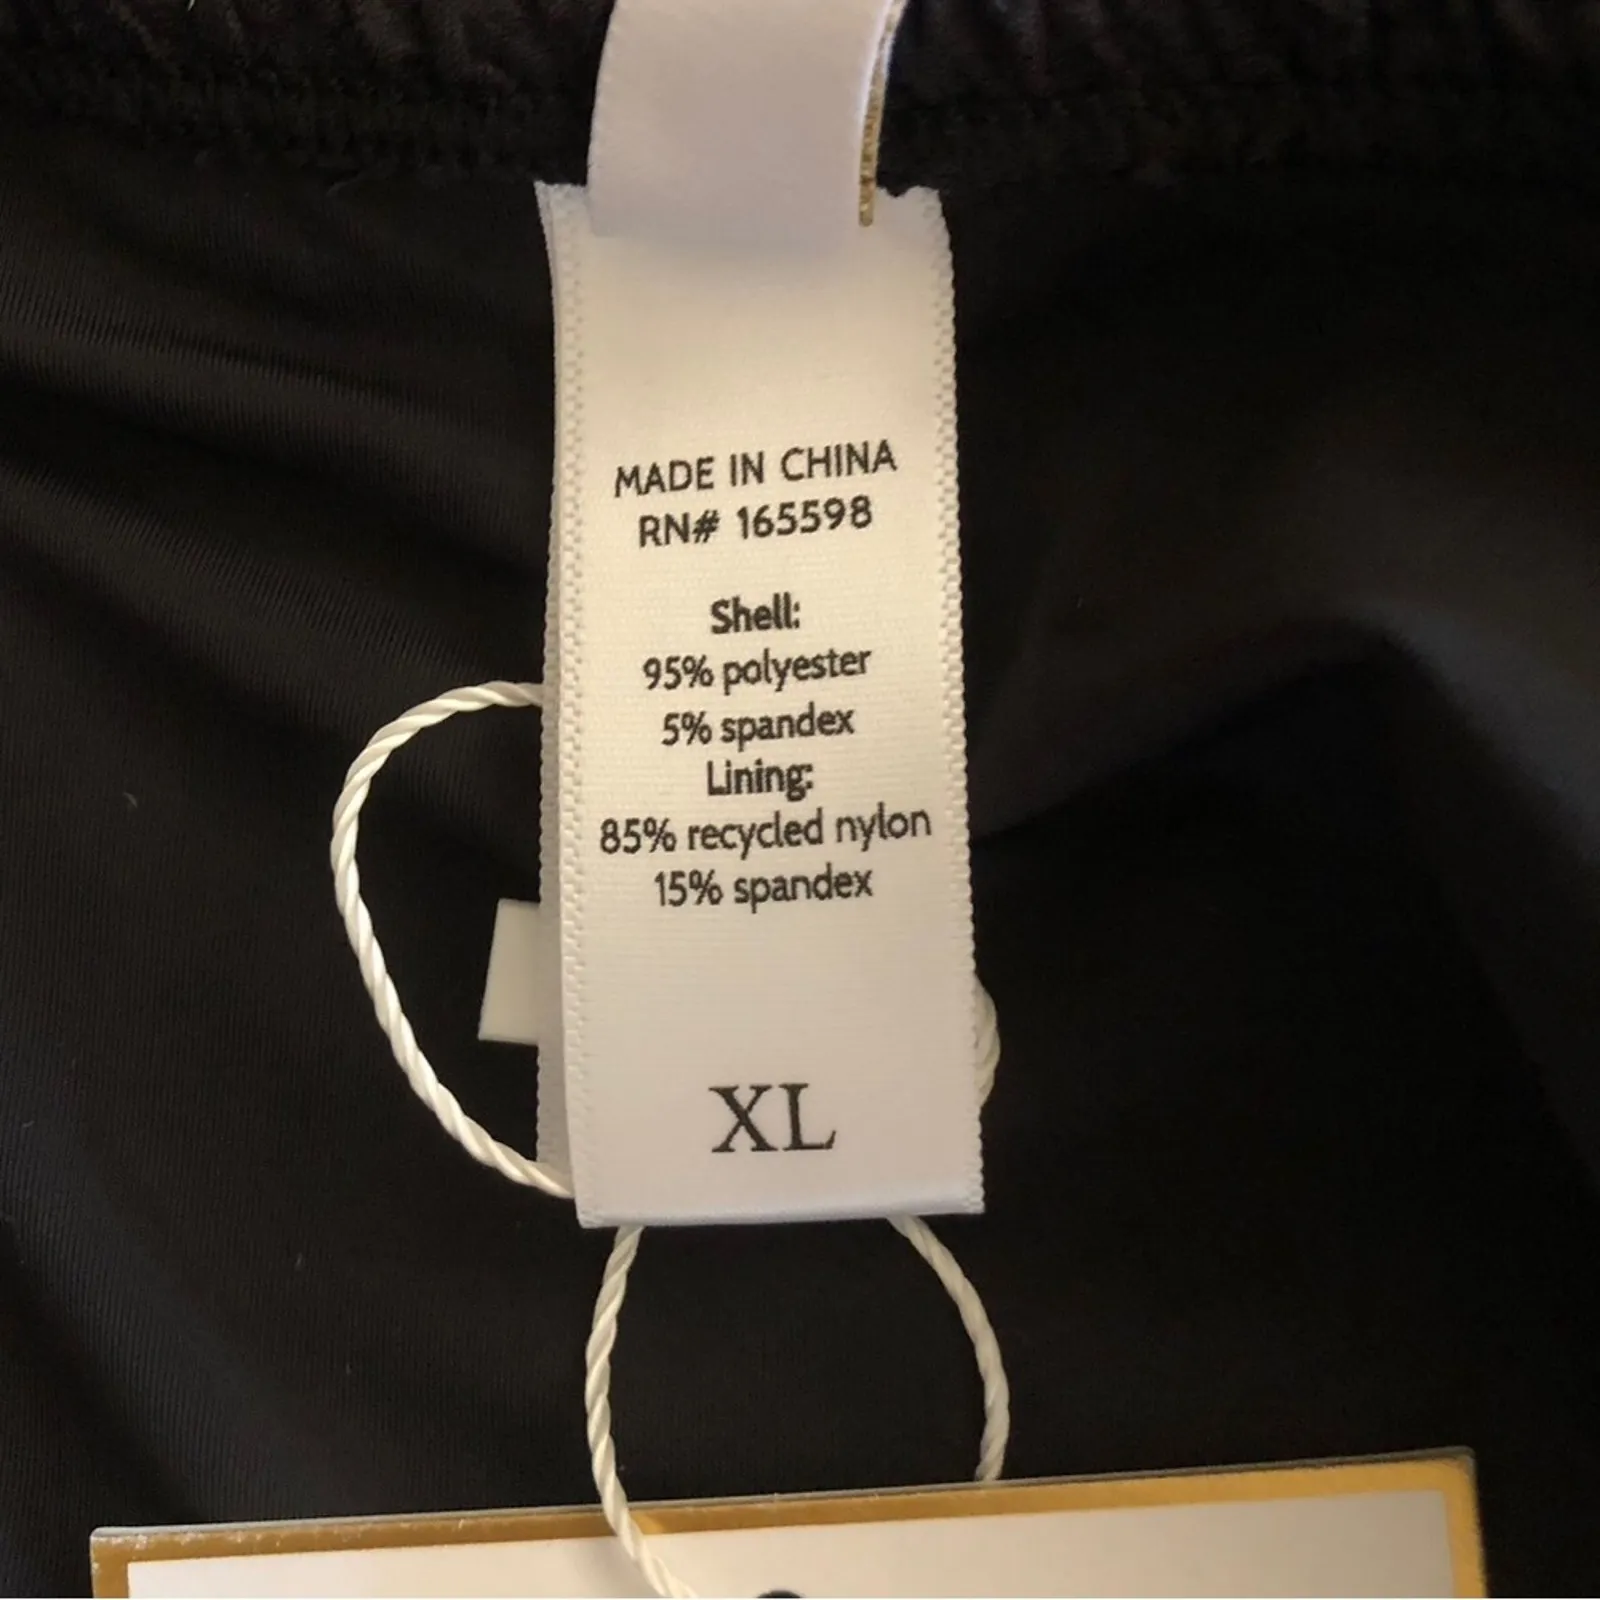 MADE IN CHINA
RN# 165598
Shell:
95% polyester
5% spandex
Lining:
85% recycled nylon
15% spandex
XL